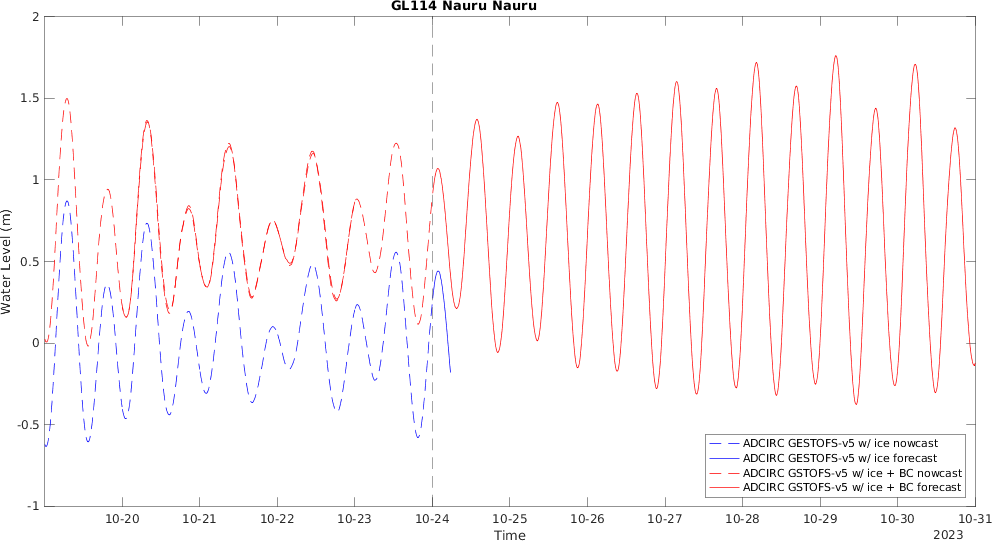 GL114 Nauru Nauru
2
1.5
1
0.5
0
-0.5
-1
Water Level (m)
ADCIRC GESTOFS-v5 w/ ice nowcast
ADCIRC GESTOFS-v5 w/ ice forecast
ADCIRC GSTOFS-v5 w/ ice + BC nowcast
ADCIRC GSTOFS-v5 w/ ice + BC forecast
10-20 10-21 10-22 10-23 10-24 10-25 10-26 10-27 10-28 10-29 10-30 10-31
Time
2023